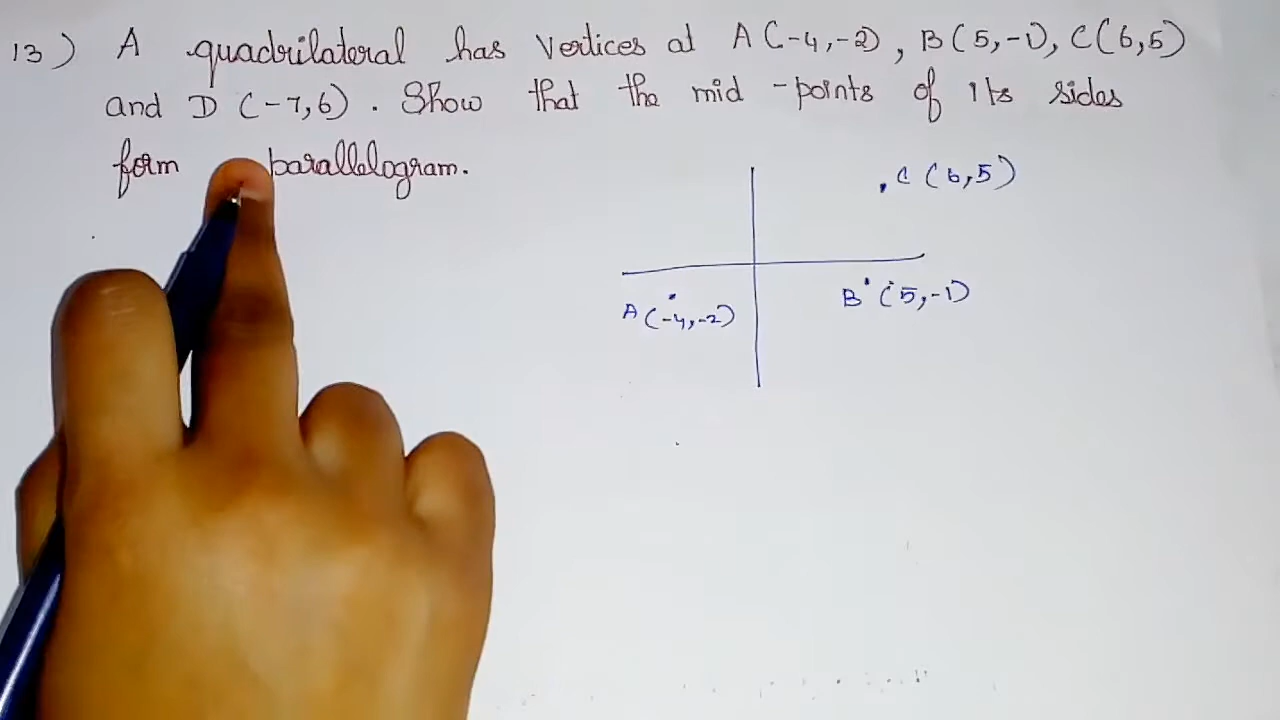 13) A quadrilateral has vertices at A(-4,-2), B(5,-1), C(6,5)
and D (-7,6). Show that the mid-points of its sides
form parallelogram.
C (6,5)
A (-4,-2)
B (5,-1)